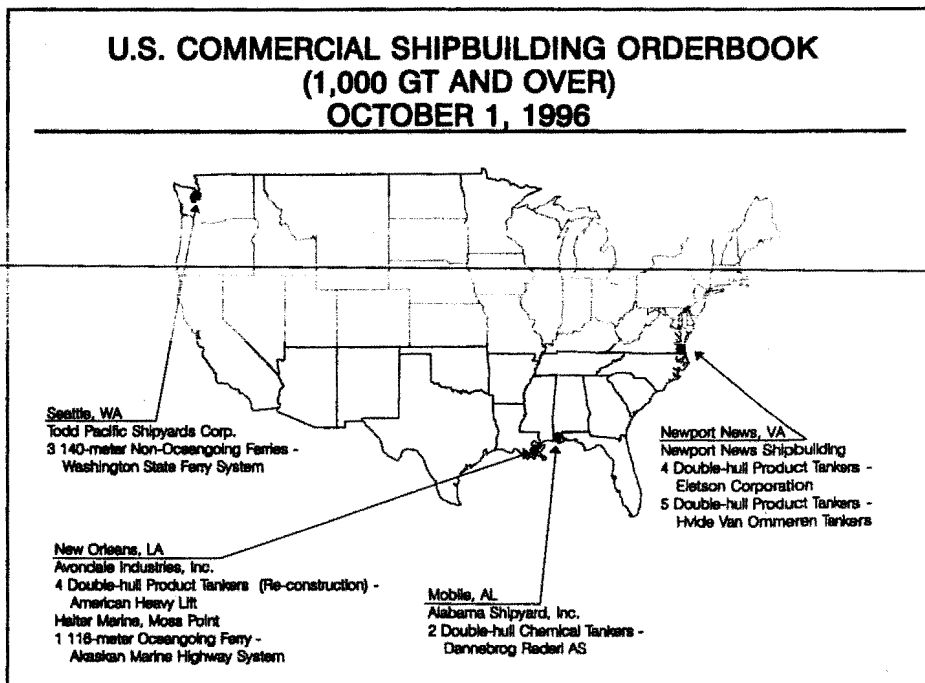 U.S. COMMERCIAL SHIPBUILDING ORDERBOOK
(1,000 GT AND OVER)
OCTOBER 1, 1996
Seattle, WA
Todd Pacific Shipyards Corp.
3 140-meter Non-Oceangoing Ferries -
Washington State Ferry System
New Orleans, LA
Avondale Industries, Inc.
4 Double-hull Product Tankers (Re-construction) -
American Heavy Lift
Halter Marine, Moss Point
1 116-meter Oceangoing Ferry -
Akaskan Marine Highway System
Mobile, AL
Alabama Shipyard, Inc.
2 Double-hull Chemical Tankers -
Dannebrog Rederi AS
Newport News, VA
Newport News Shipbuilding
4 Double-hull Product Tankers -
Eletson Corporation
5 Double-hull Product Tankers -
Hvide Van Ommeren Tankers